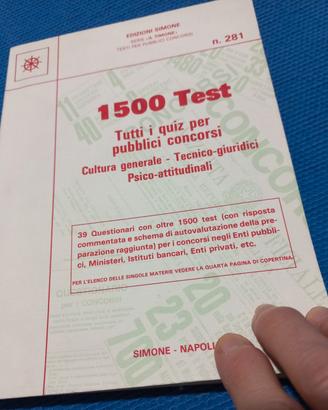 EDIZIONI SIMONE
SERIE «A. SIMONE»
TESTI PER PUBBLICI CONCORSI
n. 281
1500 Test
Tutti i quiz per
pubblici concorsi
Cultura generale - Tecnico-giuridici
Psico-attitudinali
39 Questionari con oltre 1500 test (con risposta
commentata e schema di autovalutazione della pre-
parazione raggiunta) per i concorsi negli Enti pubbli-
ci, Ministeri, Istituti bancari, Enti privati, etc.
PER L'ELENCO DELLE SINGOLE MATERIE VEDERE LA QUARTA PAGINA DI COPERTINA
SIMONE - NAPOLI